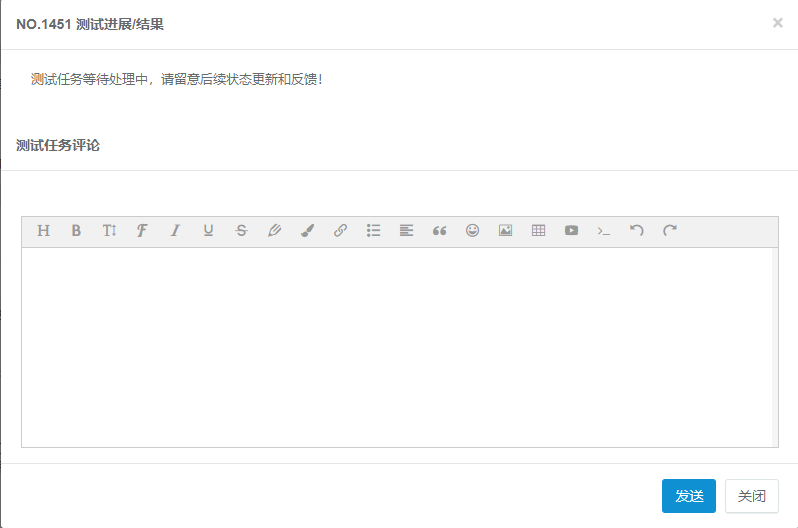 NO.1451 测试进展/结果
×
测试任务等待处理中，请留意后续状态更新和反馈！
测试任务评论
H B T F I U S
发送 关闭